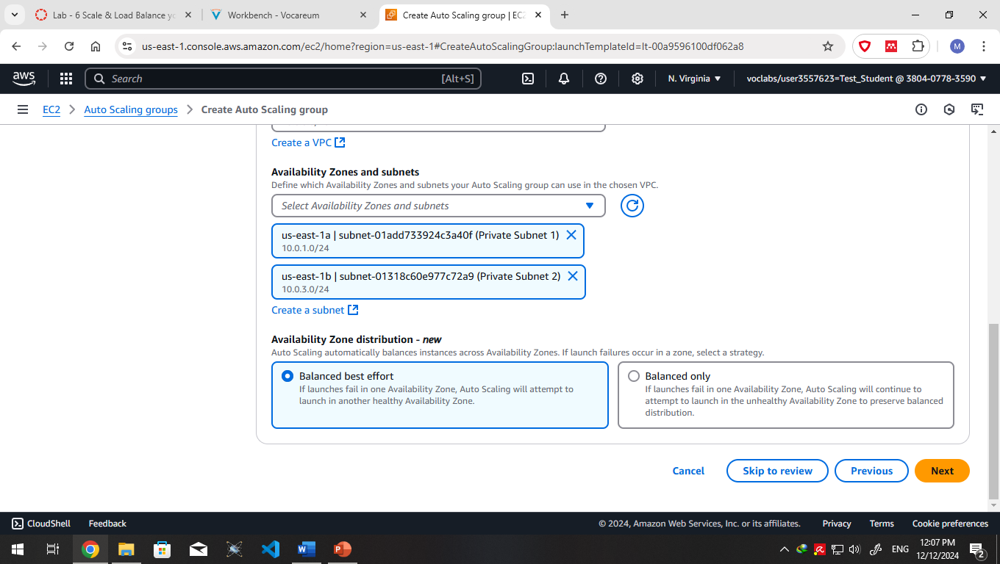 Lab - 6 Scale & Load Balance yo
Workbench - Vocareum
Create Auto Scaling group | EC2
us-east-1.console.aws.amazon.com/ec2/home?region=us-east-1#CreateAutoScalingGroup:launchTemplateId=lt-00a9596100df062a8
M
aws
Search
[Alt+S]
N. Virginia
voclabs/user3557623=Test_Student @ 3804-0778-3590
EC2
Auto Scaling groups
Create Auto Scaling group
Create a VPC
Availability Zones and subnets
Define which Availability Zones and subnets your Auto Scaling group can use in the chosen VPC.
Select Availability Zones and subnets
us-east-1a | subnet-01add733924c3a40f (Private Subnet 1)
10.0.1.0/24
us-east-1b | subnet-01318c60e977c72a9 (Private Subnet 2)
10.0.3.0/24
Create a subnet
Availability Zone distribution - new
Auto Scaling automatically balances instances across Availability Zones. If launch failures occur in a zone, select a strategy.
Balanced best effort
If launches fail in one Availability Zone, Auto Scaling will attempt to
launch in another healthy Availability Zone.
Balanced only
If launches fail in one Availability Zone, Auto Scaling will continue to
attempt to launch in the unhealthy Availability Zone to preserve balanced
distribution.
Cancel
Skip to review
Previous
Next
CloudShell
Feedback
© 2024, Amazon Web Services, Inc. or its affiliates.
Privacy
Terms
Cookie preferences
ENG
12:07 PM
12/12/2024
2